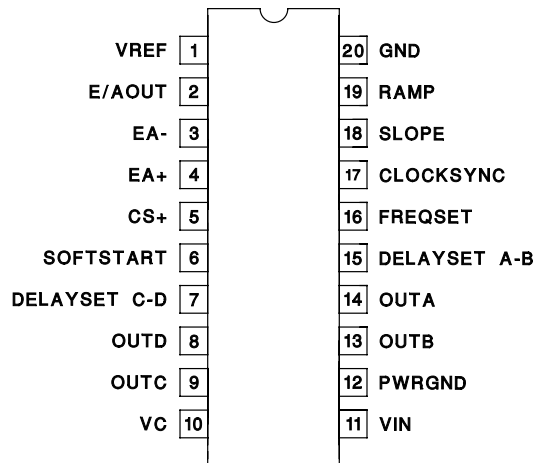 VREF 1 20 GND
E/AOUT 2 19 RAMP
EA- 3 18 SLOPE
EA+ 4 17 CLOCKSYNC
CS+ 5 16 FREQSET
SOFTSTART 6 15 DELAYSET A-B
DELAYSET C-D 7 14 OUTA
OUTD 8 13 OUTB
OUTC 9 12 PWRGND
VC 10 11 VIN